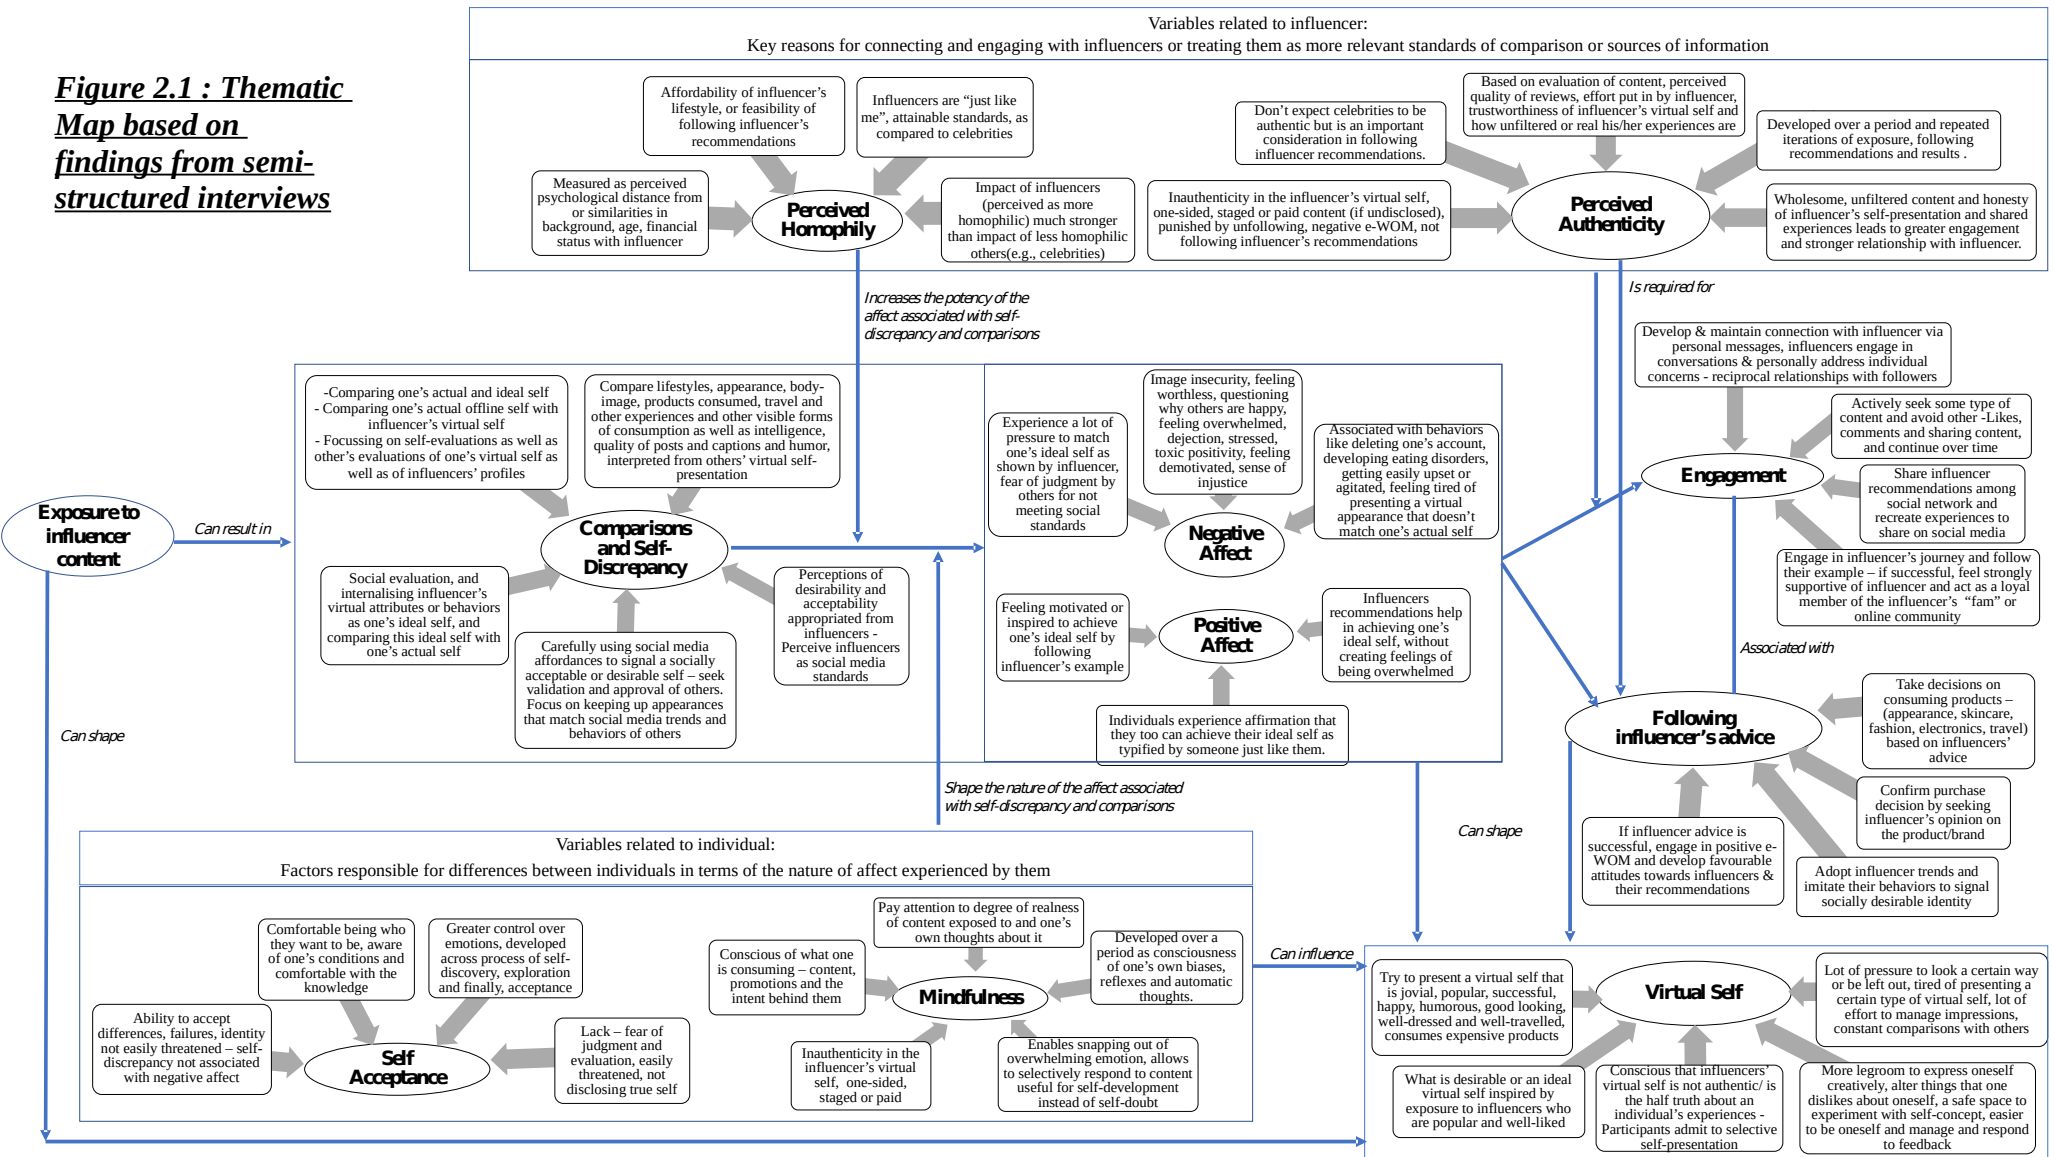 Figure 2.1 : Thematic
Map based on
findings from semi-
structured interviews
Variables related to influencer:
Key reasons for connecting and engaging with influencers or treating them as more relevant standards of comparison or sources of information
Affordability of influencer’s
lifestyle, or feasibility of
following influencer’s
recommendations
Influencers are “just like
me”, attainable standards, as
compared to celebrities
Measured as perceived
psychological distance from
or similarities in
background, age, financial
status with influencer
Perceived
Homophily
Impact of influencers
(perceived as more
homophilic) much stronger
than impact of less homophilic
others(e.g., celebrities)
Don’t expect celebrities to be
authentic but is an important
consideration in following
influencer recommendations.
Based on evaluation of content, perceived
quality of reviews, effort put in by influencer,
trustworthiness of influencer’s virtual self and
how unfiltered or real his/her experiences are
Developed over a period and repeated
iterations of exposure, following
recommendations and results .
Inauthenticity in the influencer’s virtual self,
one-sided, staged or paid content (if undisclosed),
punished by unfollowing, negative e-WOM, not
following influencer’s recommendations
Perceived
Authenticity
Wholesome, unfiltered content and honesty
of influencer’s self-presentation and shared
experiences leads to greater engagement
and stronger relationship with influencer.
Increases the potency of the
affect associated with self-
discrepancy and comparisons
Is required for
Develop & maintain connection with influencer via
personal messages, influencers engage in
conversations & personally address individual
concerns - reciprocal relationships with followers
Actively seek some type of
content and avoid other -Likes,
comments and sharing content,
and continue over time
Engagement
Share influencer
recommendations among
social network and
recreate experiences to
share on social media
Engage in influencer’s journey and follow
their example – if successful, feel strongly
supportive of influencer and act as a loyal
member of the influencer’s “fam” or
online community
-Comparing one’s actual and ideal self
- Comparing one’s actual offline self with
influencer’s virtual self
- Focussing on self-evaluations as well as
other’s evaluations of one’s virtual self as
well as of influencers’ profiles
Compare lifestyles, appearance, body-
image, products consumed, travel and
other experiences and other visible forms
of consumption as well as intelligence,
quality of posts and captions and humor,
interpreted from others’ virtual self-
presentation
Exposure to
influencer
content
Can result in
Comparisons
and Self-
Discrepancy
Social evaluation, and
internalising influencer’s
virtual attributes or behaviors
as one’s ideal self, and
comparing this ideal self with
one’s actual self
Carefully using social media
affordances to signal a socially
acceptable or desirable self – seek
validation and approval of others.
Focus on keeping up appearances
that match social media trends and
behaviors of others
Perceptions of
desirability and
acceptability
appropriated from
influencers -
Perceive influencers
as social media
standards
Experience a lot of
pressure to match
one’s ideal self as
shown by influencer,
fear of judgment by
others for not
meeting social
standards
Image insecurity, feeling
worthless, questioning
why others are happy,
feeling overwhelmed,
dejection, stressed,
toxic positivity, feeling
demotivated, sense of
injustice
Associated with behaviors
like deleting one’s account,
developing eating disorders,
getting easily upset or
agitated, feeling tired of
presenting a virtual
appearance that doesn’t
match one’s actual self
Negative
Affect
Feeling motivated or
inspired to achieve
one’s ideal self by
following
influencer’s example
Positive
Affect
Influencers
recommendations help
in achieving one’s
ideal self, without
creating feelings of
being overwhelmed
Individuals experience affirmation that
they too can achieve their ideal self as
typified by someone just like them.
Associated with
Following
influencer’s advice
Take decisions on
consuming products –
(appearance, skincare,
fashion, electronics, travel)
based on influencers’
advice
Confirm purchase
decision by seeking
influencer’s opinion on
the product/brand
If influencer advice is
successful, engage in positive e-
WOM and develop favourable
attitudes towards influencers &
their recommendations
Adopt influencer trends and
imitate their behaviors to signal
socially desirable identity
Can shape
Shape the nature of the affect associated
with self-discrepancy and comparisons
Can shape
Variables related to individual:
Factors responsible for differences between individuals in terms of the nature of affect experienced by them
Comfortable being who
they want to be, aware
of one’s conditions and
comfortable with the
knowledge
Greater control over
emotions, developed
across process of self-
discovery, exploration
and finally, acceptance
Ability to accept
differences, failures, identity
not easily threatened – self-
discrepancy not associated
with negative affect
Self
Acceptance
Lack – fear of
judgment and
evaluation, easily
threatened, not
disclosing true self
Pay attention to degree of realness
of content exposed to and one’s
own thoughts about it
Conscious of what one
is consuming – content,
promotions and the
intent behind them
Mindfulness
Developed over a
period as consciousness
of one’s own biases,
reflexes and automatic
thoughts.
Inauthenticity in the
influencer’s virtual
self, one-sided,
staged or paid
Enables snapping out of
overwhelming emotion, allows
to selectively respond to content
useful for self-development
instead of self-doubt
Can influence
Try to present a virtual self that
is jovial, popular, successful,
happy, humorous, good looking,
well-dressed and well-travelled,
consumes expensive products
Virtual Self
Lot of pressure to look a certain way
or be left out, tired of presenting a
certain type of virtual self, lot of
effort to manage impressions,
constant comparisons with others
What is desirable or an ideal
virtual self inspired by
exposure to influencers who
are popular and well-liked
Conscious that influencers’
virtual self is not authentic/ is
the half truth about an
individual’s experiences -
Participants admit to selective
self-presentation
More legroom to express oneself
creatively, alter things that one
dislikes about oneself, a safe space to
experiment with self-concept, easier
to be oneself and manage and respond
to feedback